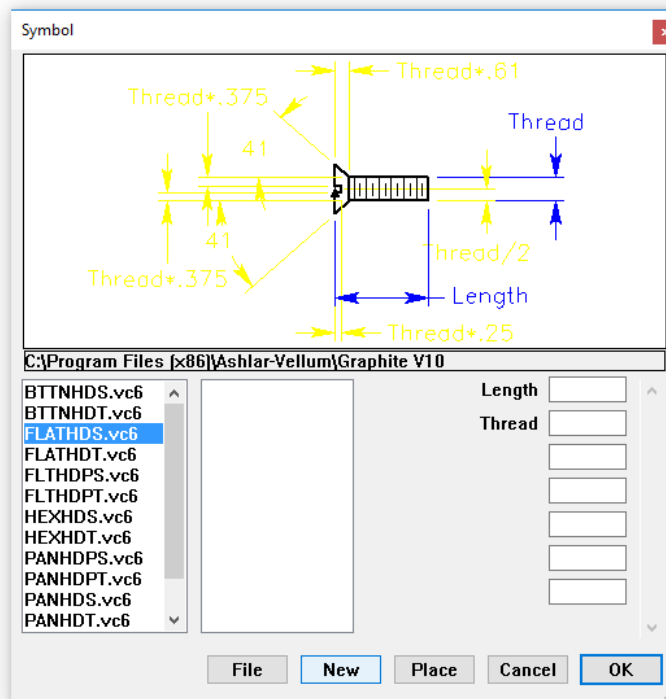 Symbol
Thread*.61
Thread*.375
Thread
41
41
Thread/2
Thread*.375
Length
Thread*.25
C:\Program Files (x86)\Ashlar-Vellum\Graphite V10
BTTNHDS.vc6
BTTNHDT.vc6
FLATHDS.vc6
FLATHDT.vc6
FLTHDPS.vc6
FLTHDPT.vc6
HEXHDS.vc6
HEXHDT.vc6
PANHDPS.vc6
PANHDPT.vc6
PANHDS.vc6
PANHDT.vc6
Length
Thread
File New Place Cancel OK